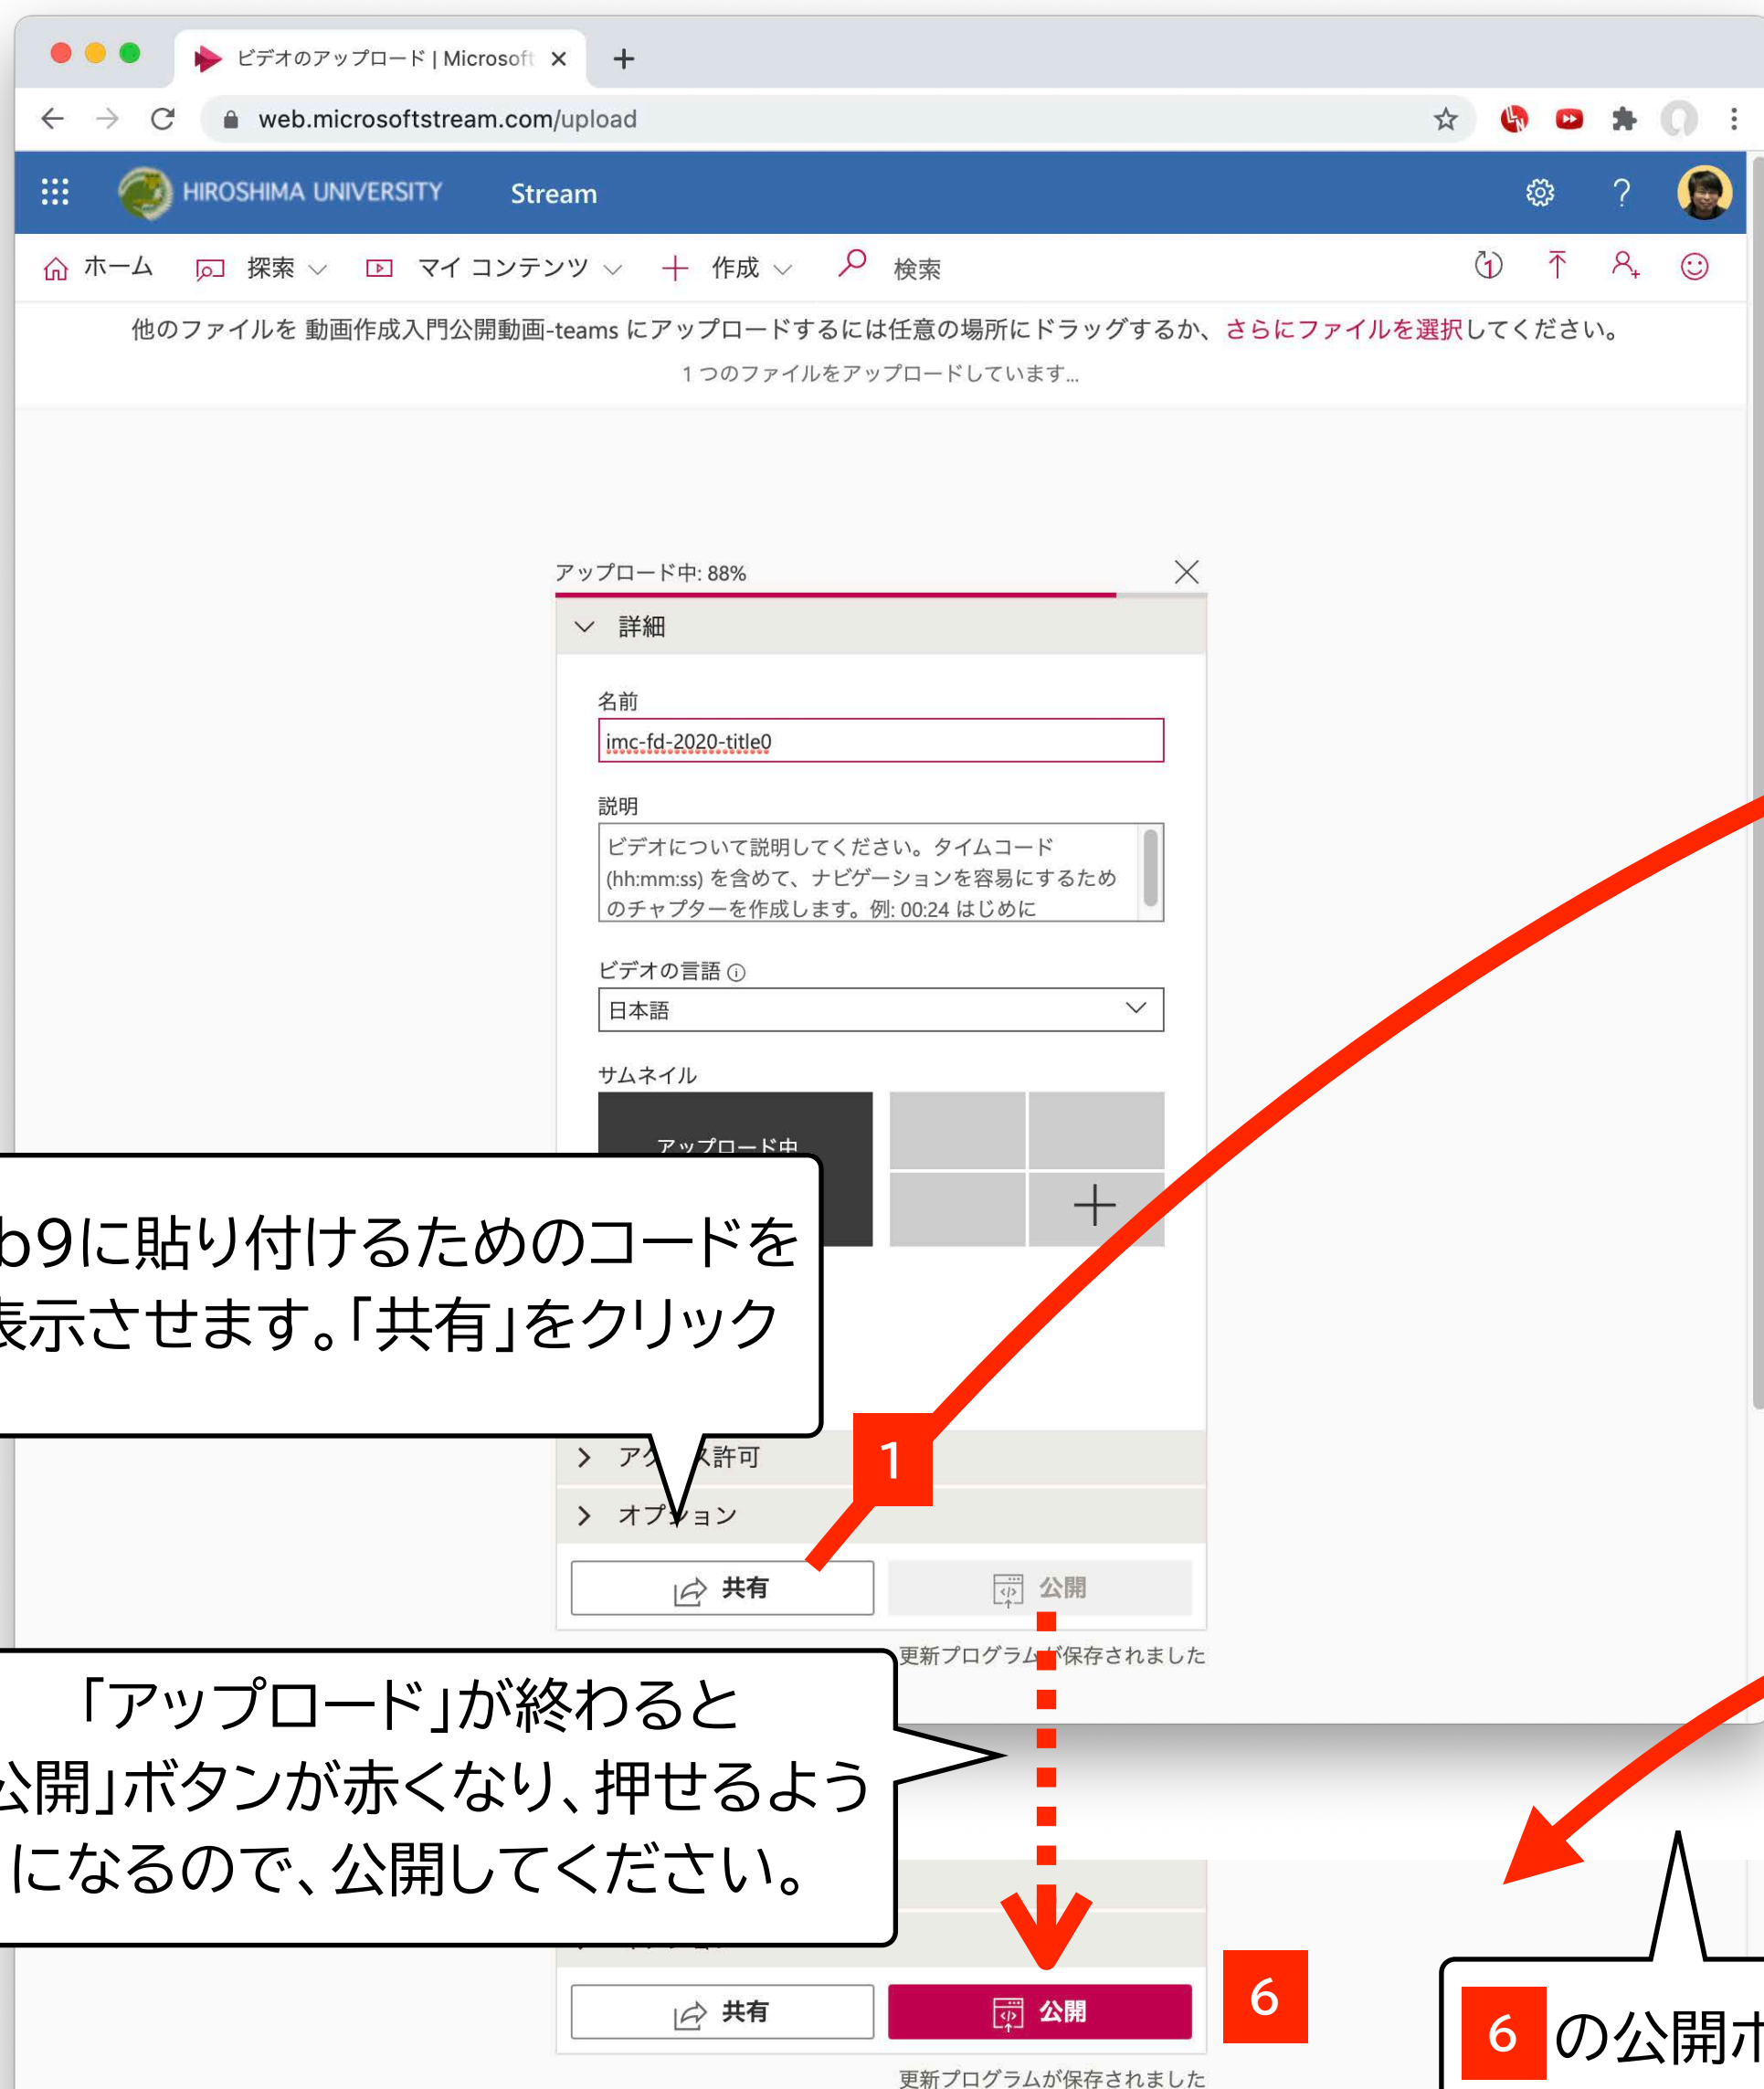 ビデオのアップロード | Microsoft
web.microsoftstream.com/upload
HIROSHIMA UNIVERSITY
Stream
ホーム 探索 マイ コンテンツ 作成 検索
他のファイルを 動画作成入門公開動画-teams にアップロードするには任意の場所にドラッグするか、さらにファイルを選択してください。
1 つのファイルをアップロードしています...
アップロード中: 88%
詳細
名前
imc-fd-2020-title0
説明
ビデオについて説明してください。タイムコード
(hh:mm:ss) を含めて、ナビゲーションを容易にするため
のチャプターを作成します。例: 00:24 はじめに
ビデオの言語
日本語
サムネイル
アップロード中
b9に貼り付けるためのコードを
表示させます。「共有」をクリック
1
アクセス許可
オプション
共有
公開
更新プログラムが保存されました
「アップロード」が終わると
公開」ボタンが赤くなり、押せるよう
になるので、公開してください。
共有
公開
6
6 の公開ボ
更新プログラムが保存されました